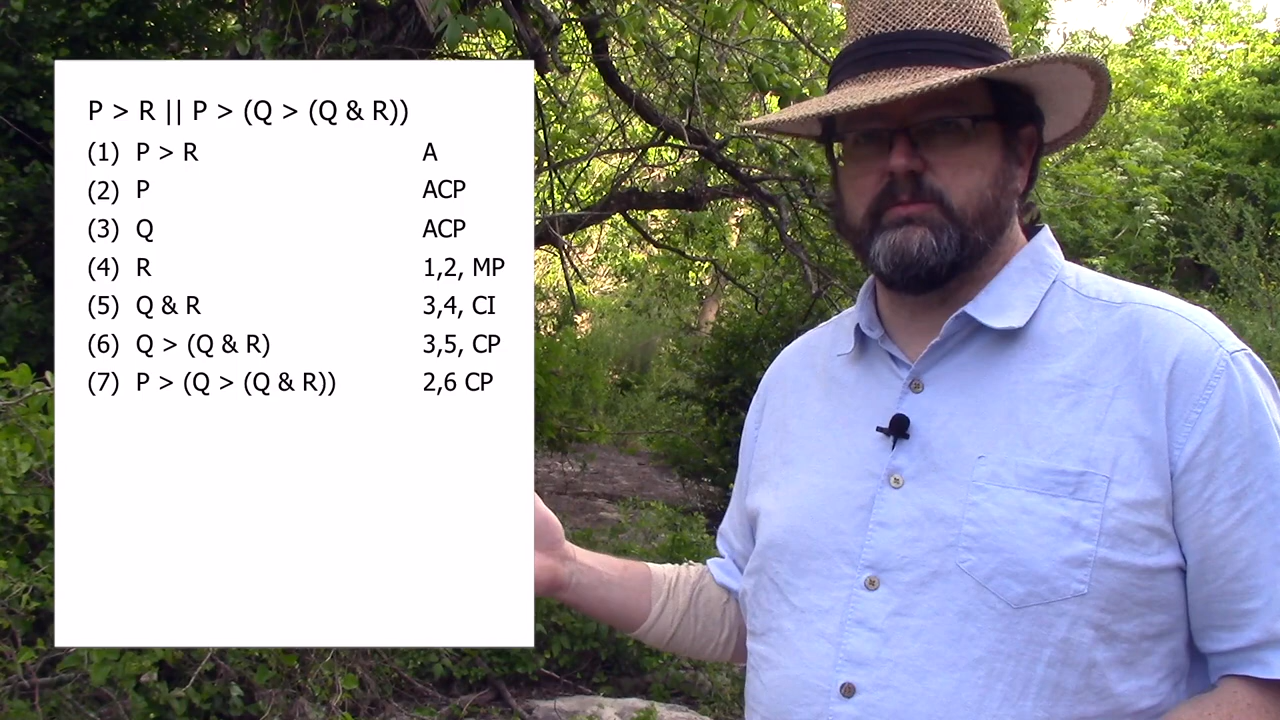 P > R || P > (Q > (Q & R))
(1) P > R A
(2) P ACP
(3) Q ACP
(4) R 1,2, MP
(5) Q & R 3,4, CI
(6) Q > (Q & R) 3,5, CP
(7) P > (Q > (Q & R)) 2,6 CP